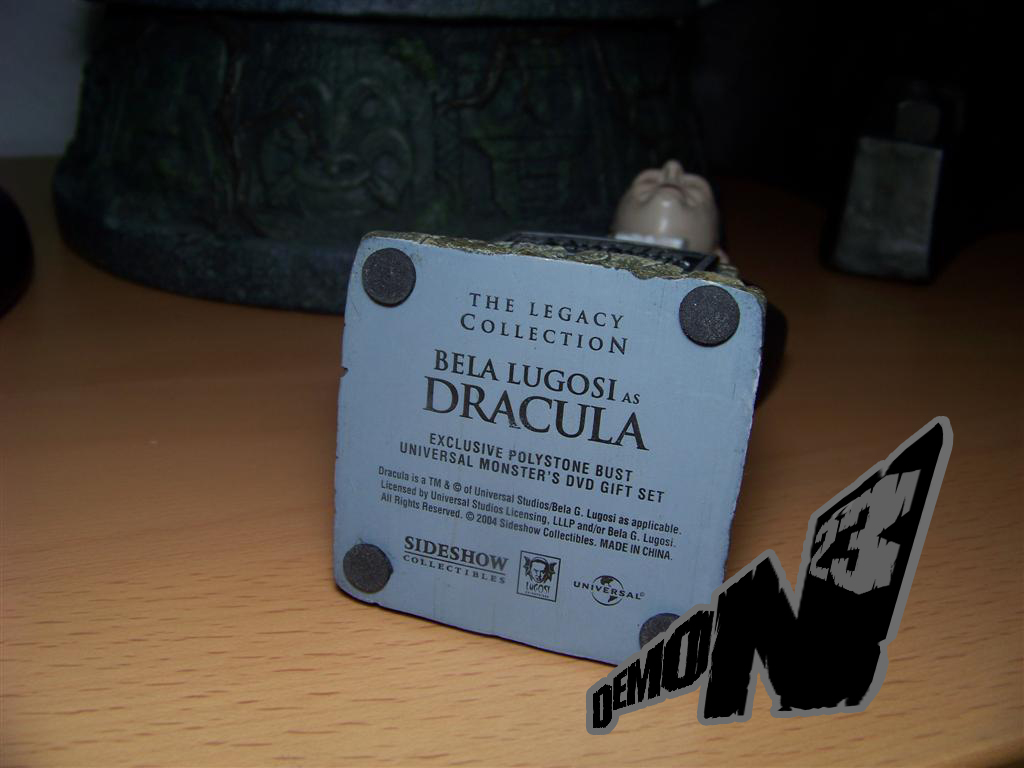 THE LEGACY
COLLECTION
BELA LUGOSI AS
DRACULA
EXCLUSIVE POLYSTONE BUST
UNIVERSAL MONSTER'S DVD GIFT SET
Dracula is a TM & © of Universal Studios/Bela G. Lugosi as applicable.
Licensed by Universal Studios Licensing, LLLP and/or Bela G. Lugosi.
All Rights Reserved. © 2004 Sideshow Collectibles. MADE IN CHINA.
SIDESHOW
COLLECTIBLES
LUGOSI
UNIVERSAL®
DEMON
23M